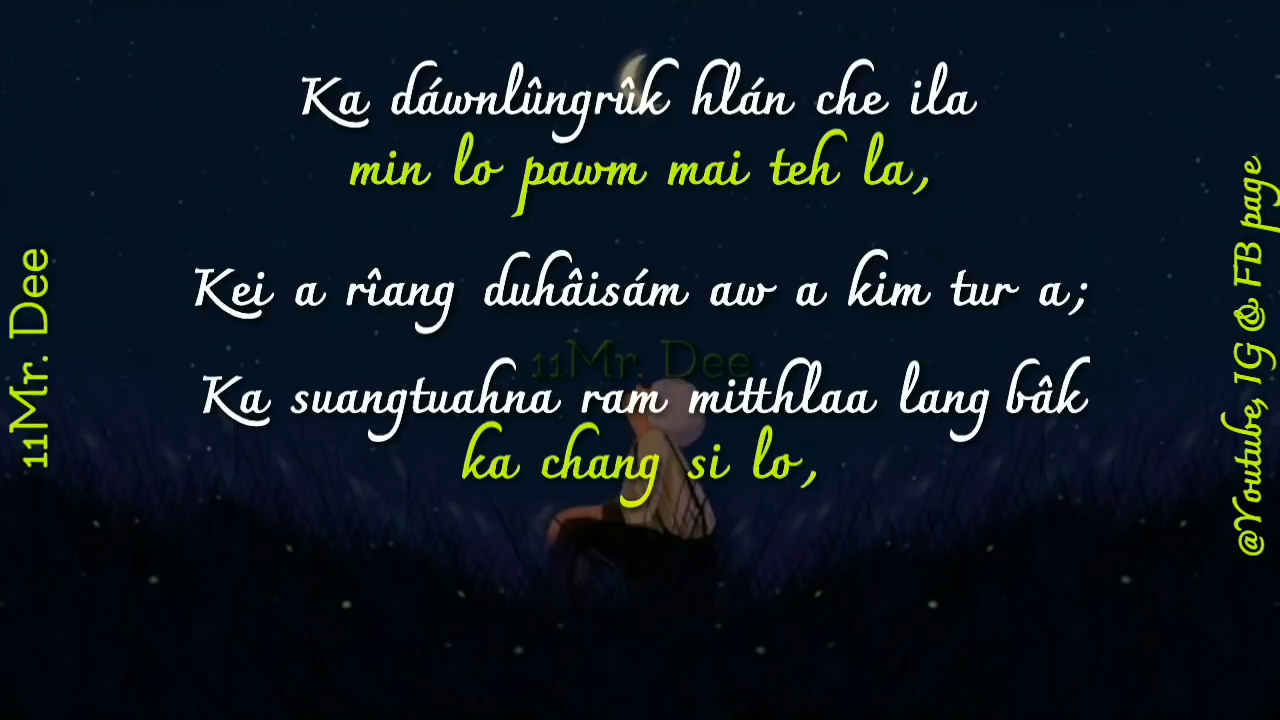 Ka dáwnlûngrûk hlán che ila
min lo pawm mai teh la,
Kei a rîang duhâisám aw a kim tur a;
11Mr. Dee
Ka suangtuahna ram mitthlaa lang bâk
ka chang si lo,
11Mr. Dee
@Youtube, IG & FB page